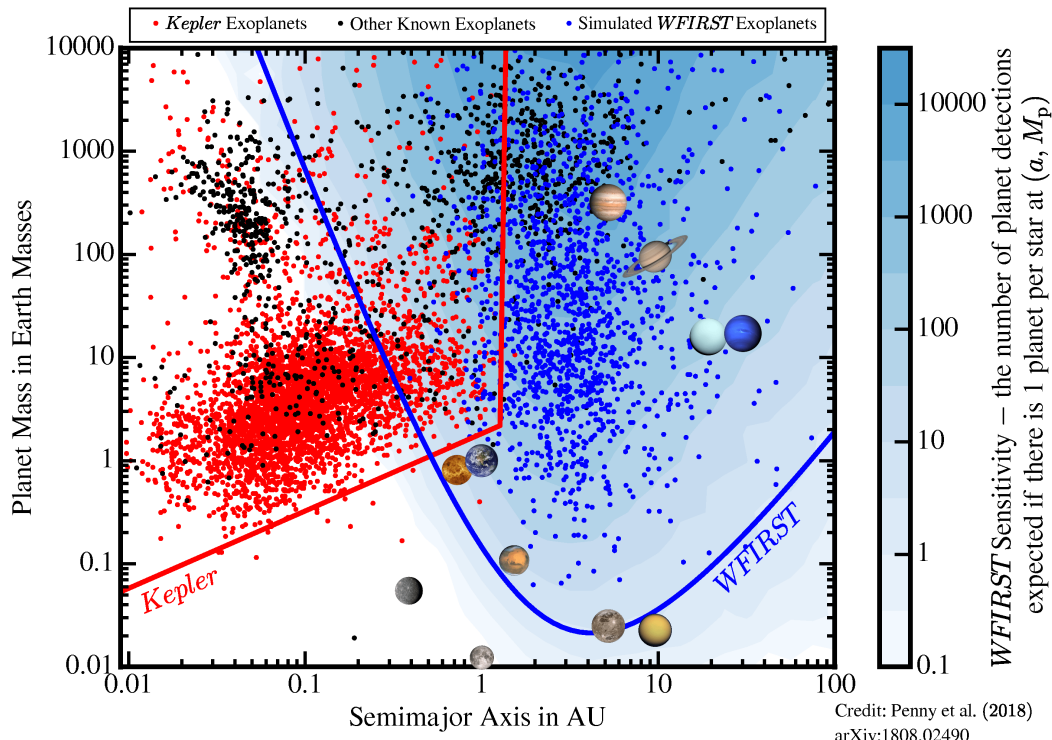 Kepler Exoplanets
Other Known Exoplanets
Simulated WFIRST Exoplanets
Planet Mass in Earth Masses
10000
1000
100
10
1
0.1
0.01
Kepler
WFIRST
0.01
0.1
1
10
100
Semimajor Axis in AU
10000
1000
100
10
1
0.1
WFIRST Sensitivity – the number of planet detections
expected if there is 1 planet per star at (a, Mp)
Credit: Penny et al. (2018)
arXiv:1808.02490